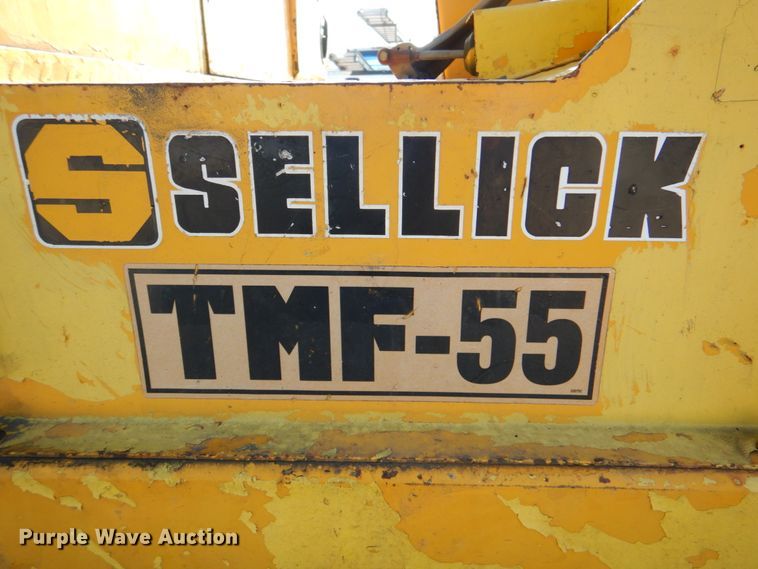 S SELLICK
TMF-55
Purple Wave Auction